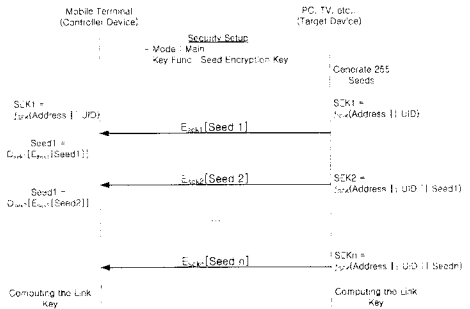 Mobile Terminal
(Controller Device)
PC, TV, etc,.
(Target Device)
Security Setup
- Mode : Main
Key Func : Seed Encryption Key
Generate 255
Seeds
SEK1 =
(Address || UID)
SEK1 =
(Address || UID)
E [Seed 1]
Seed1 =
[Seed1]]
E [Seed 2]
SEK2 =
(Address || UID || Seed1)
Seed1 =
[Seed2]]
...
E [Seed n]
SEKn =
(Address || UID || Seedn)
Computing the Link
Key
Computing the Link
Key